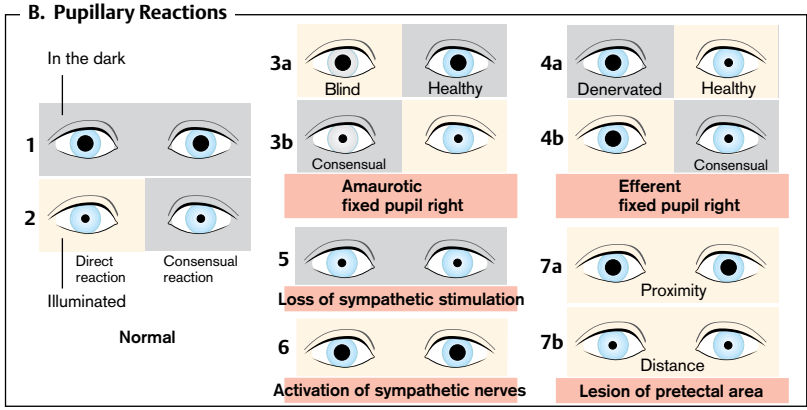 B. Pupillary Reactions
In the dark
1
2
Direct
reaction
Consensual
reaction
Illuminated
Normal
3a
Blind
Healthy
3b
Consensual
Amaurotic
fixed pupil right
4a
Denervated
Healthy
4b
Consensual
Efferent
fixed pupil right
5
Loss of sympathetic stimulation
6
Activation of sympathetic nerves
7a
Proximity
7b
Distance
Lesion of pretectal area